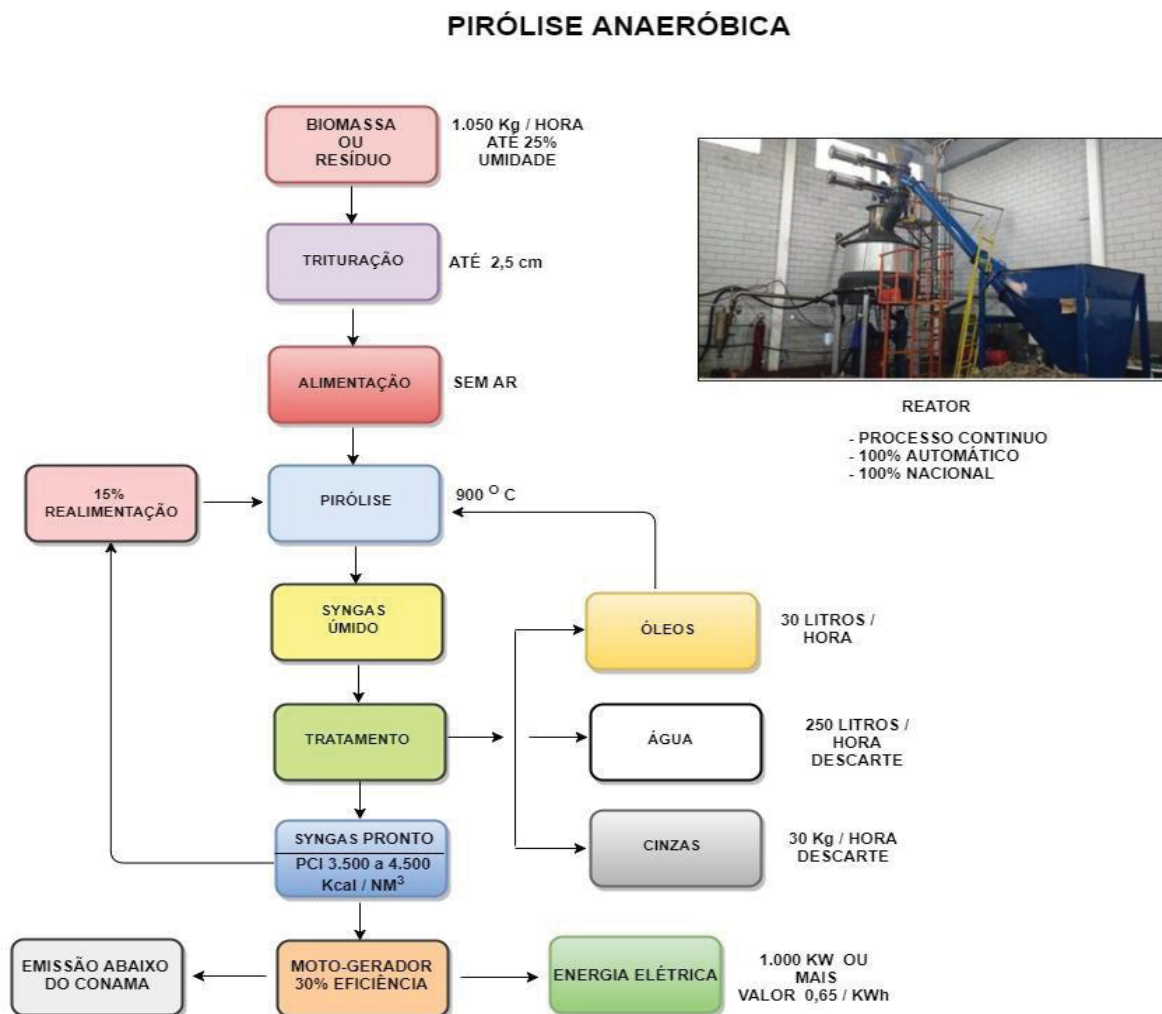 PIRÓLISE ANAERÓBICA
BIOMASSA
OU
RESÍDUO
1.050 Kg / HORA
ATÉ 25%
UMIDADE
TRITURAÇÃO
ATÉ 2,5 cm
ALIMENTAÇÃO
SEM AR
REATOR
- PROCESSO CONTINUO
- 100% AUTOMÁTICO
- 100% NACIONAL
15%
REALIMENTAÇÃO
PIRÓLISE
900 °C
SYNGAS
ÚMIDO
ÓLEOS
30 LITROS /
HORA
TRATAMENTO
ÁGUA
250 LITROS /
HORA
DESCARTE
SYNGAS PRONTO
PCI 3.500 a 4.500
Kcal / NM³
CINZAS
30 Kg / HORA
DESCARTE
EMISSÃO ABAIXO
DO CONAMA
MOTO-GERADOR
30% EFICIÊNCIA
ENERGIA ELÉTRICA
1.000 KW OU
MAIS
VALOR 0,65 / KWh